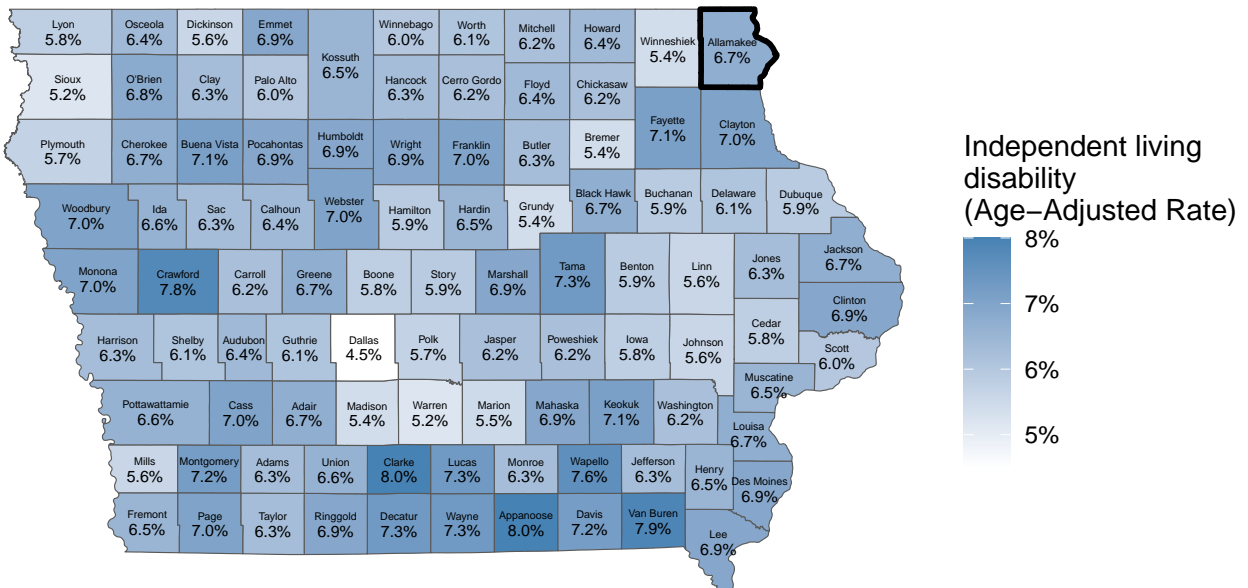 Lyon
5.8%
Osceola
6.4%
Dickinson
5.6%
Emmet
6.9%
Kossuth
6.5%
Winnebago
6.0%
Worth
6.1%
Mitchell
6.2%
Howard
6.4%
Winneshiek
5.4%
Allamakee
6.7%
Sioux
5.2%
O'Brien
6.8%
Clay
6.3%
Palo Alto
6.0%
Hancock
6.3%
Cerro Gordo
6.2%
Floyd
6.4%
Chickasaw
6.2%
Plymouth
5.7%
Cherokee
6.7%
Buena Vista
7.1%
Pocahontas
6.9%
Humboldt
6.9%
Wright
6.9%
Franklin
7.0%
Butler
6.3%
Bremer
5.4%
Fayette
7.1%
Clayton
7.0%
Woodbury
7.0%
Ida
6.6%
Sac
6.3%
Calhoun
6.4%
Webster
7.0%
Hamilton
5.9%
Hardin
6.5%
Grundy
5.4%
Black Hawk
6.7%
Buchanan
5.9%
Delaware
6.1%
Dubuque
5.9%
Monona
7.0%
Crawford
7.8%
Carroll
6.2%
Greene
6.7%
Boone
5.8%
Story
5.9%
Marshall
6.9%
Tama
7.3%
Benton
5.9%
Linn
5.6%
Jones
6.3%
Jackson
6.7%
Clinton
6.9%
Harrison
6.3%
Shelby
6.1%
Audubon
6.4%
Guthrie
6.1%
Dallas
4.5%
Polk
5.7%
Jasper
6.2%
Poweshiek
6.2%
Iowa
5.8%
Johnson
5.6%
Cedar
5.8%
Scott
6.0%
Muscatine
6.5%
Pottawattamie
6.6%
Cass
7.0%
Adair
6.7%
Madison
5.4%
Warren
5.2%
Marion
5.5%
Mahaska
6.9%
Keokuk
7.1%
Washington
6.2%
Louisa
6.7%
Mills
5.6%
Montgomery
7.2%
Adams
6.3%
Union
6.6%
Clarke
8.0%
Lucas
7.3%
Monroe
6.3%
Wapello
7.6%
Jefferson
6.3%
Henry
6.5%
Des Moines
6.9%
Fremont
6.5%
Page
7.0%
Taylor
6.3%
Ringgold
6.9%
Decatur
7.3%
Wayne
7.3%
Appanoose
8.0%
Davis
7.2%
Van Buren
7.9%
Lee
6.9%
Independent living
disability
(Age−Adjusted Rate)
8%
7%
6%
5%